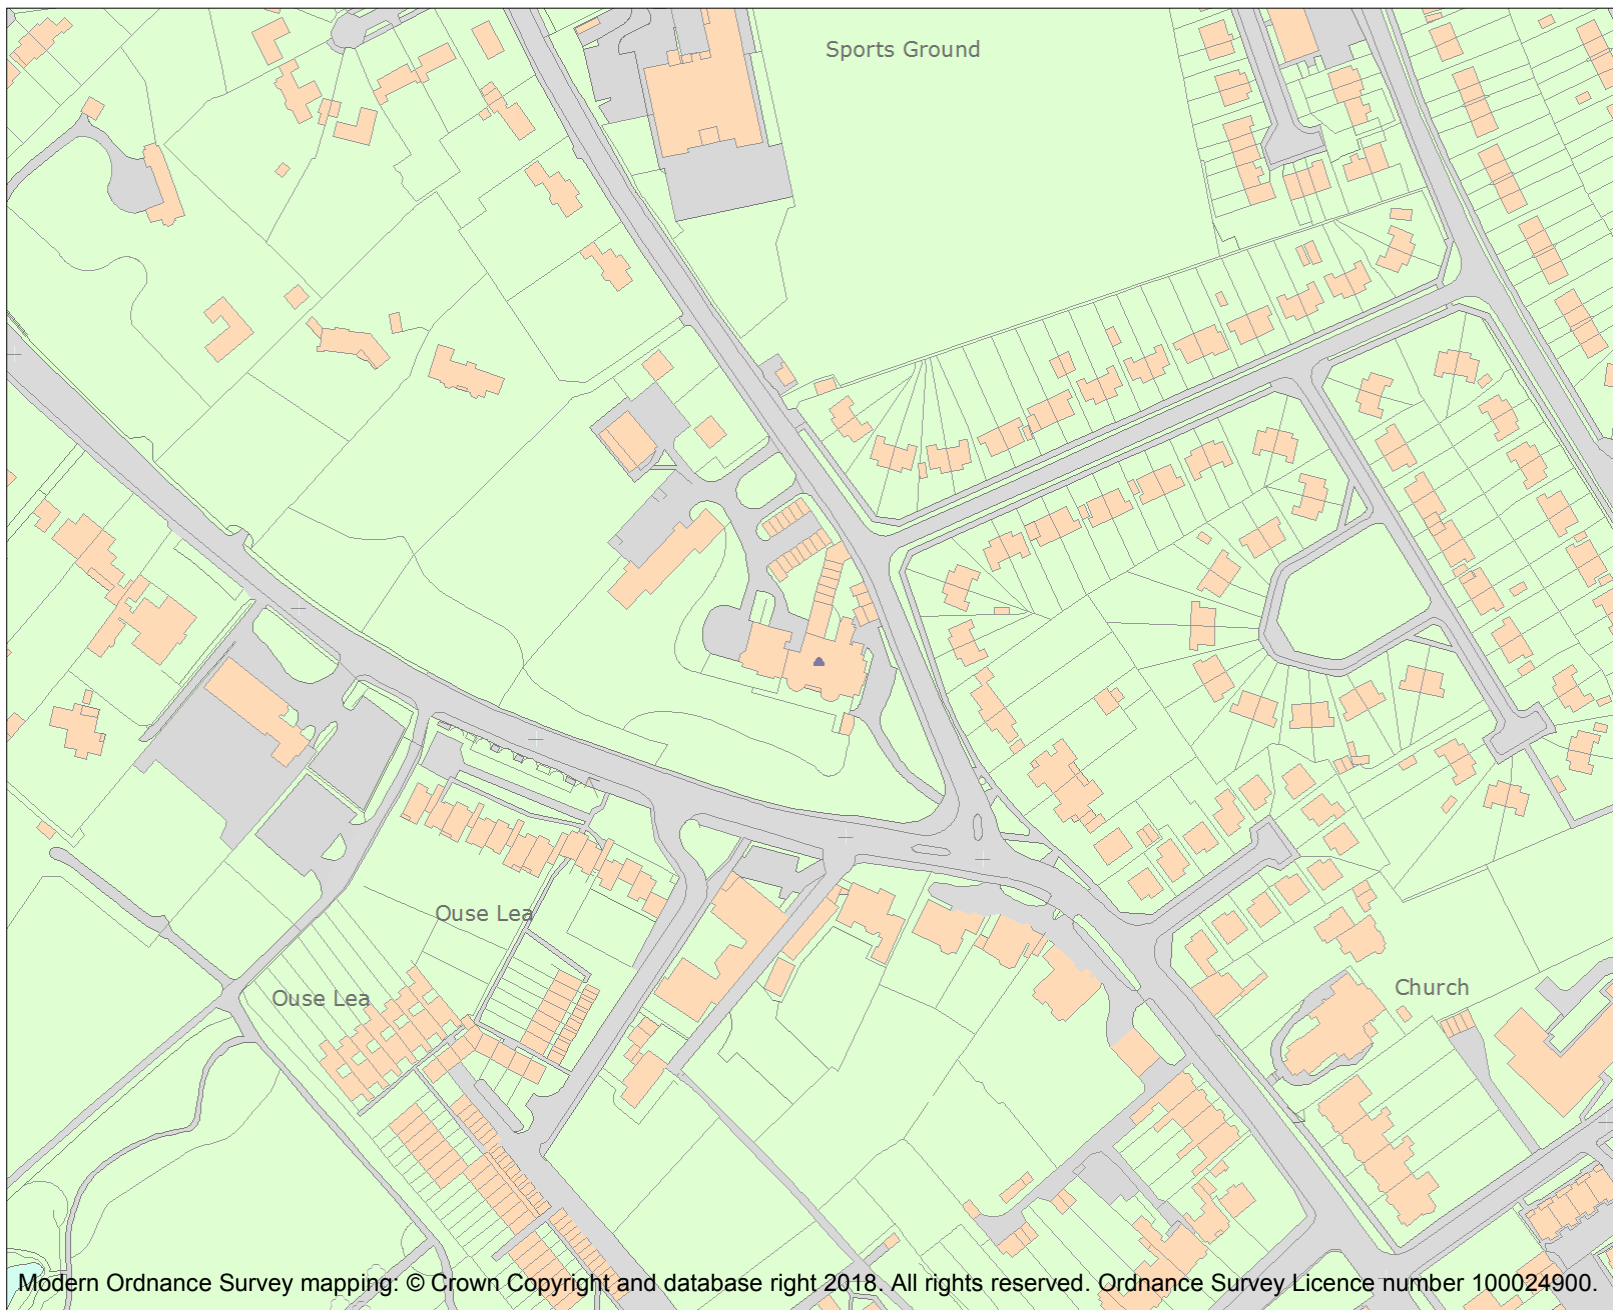 Sports Ground
Ouse Lea
Church
Ouse Lea
Modern Ordnance Survey mapping: © Crown Copyright and database right 2018. All rights reserved. Ordnance Survey Licence number 100024900.